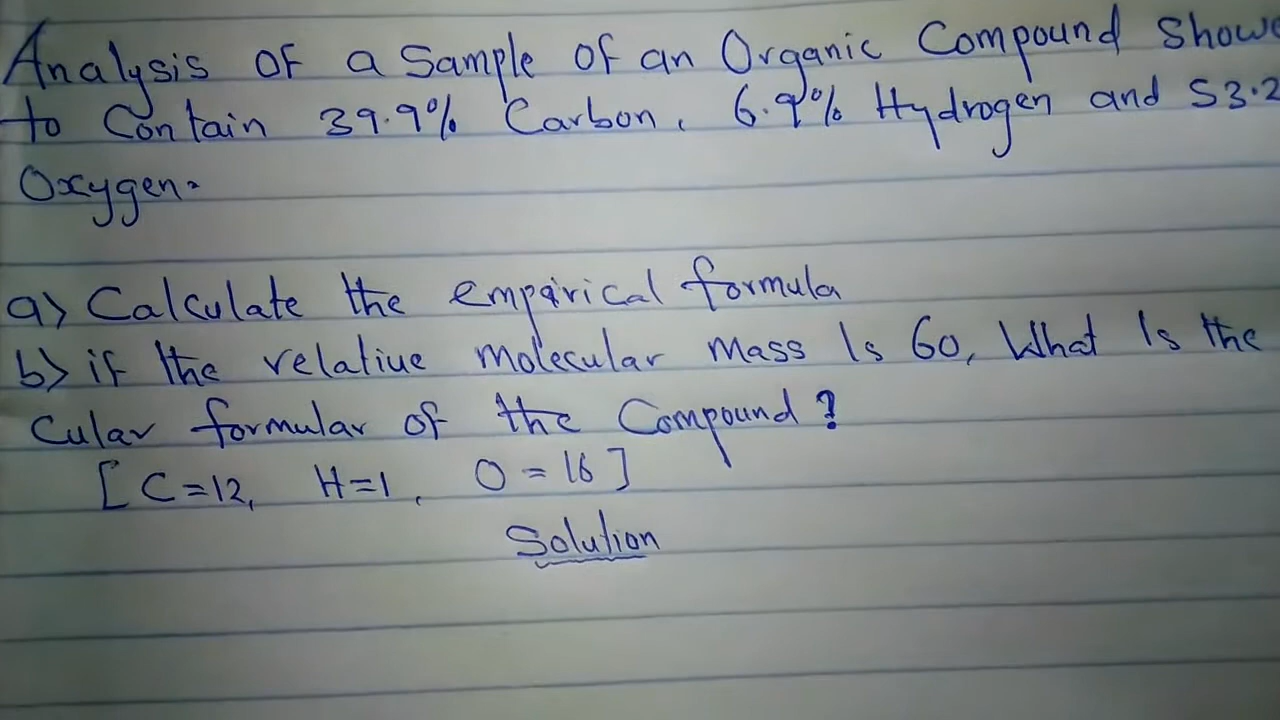 Analysis of a Sample of an Organic Compound Show
to Contain 39.9% Carbon, 6.9% Hydrogen and 53.2
Oxygen.
a) Calculate the empirical formula
b) if the relative molecular mass Is 60, What Is the
Cular formular of the Compound?
[C=12, H=1, O=16]
Solution